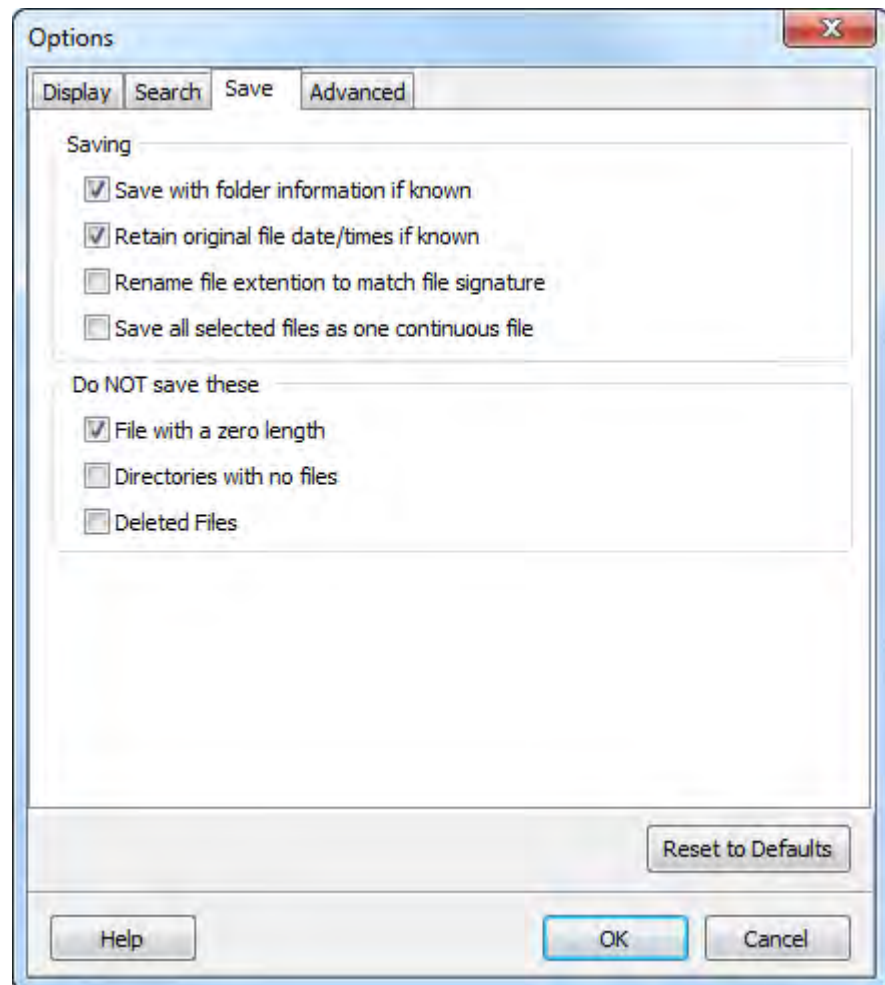 Options
Display Search Save Advanced
Saving
Save with folder information if known
Retain original file date/times if known
Rename file extention to match file signature
Save all selected files as one continuous file
Do NOT save these
File with a zero length
Directories with no files
Deleted Files
Reset to Defaults
Help OK Cancel